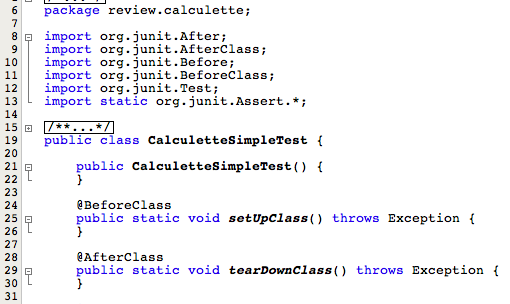 6 package review.calculette;
7
8 import org.junit.After;
9 import org.junit.AfterClass;
10 import org.junit.Before;
11 import org.junit.BeforeClass;
12 import org.junit.Test;
13 import static org.junit.Assert.*;
14
15 /**...*/
19 public class CalculetteSimpleTest {
20
21 public CalculetteSimpleTest() {
22 }
23
24 @BeforeClass
25 public static void setUpClass() throws Exception {
26 }
27
28 @AfterClass
29 public static void tearDownClass() throws Exception {
30 }
31